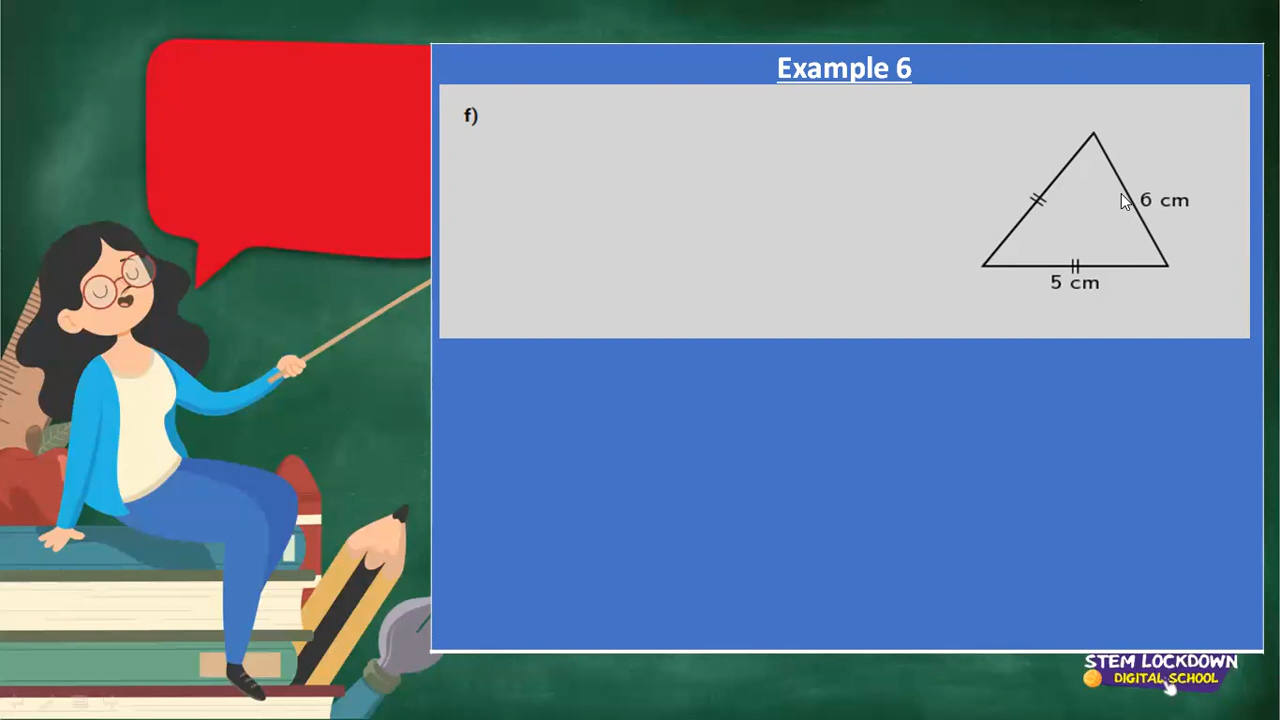 Example 6
f)
6 cm
5 cm
STEM LOCKDOWN
DIGITAL SCHOOL